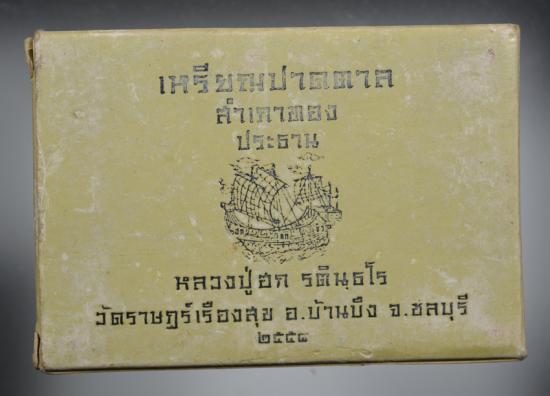 เหรียญปาดตาล
สำเภาทอง
ประธาน
หลวงปู่ฮก รตินฺธโร
วัดราษฎร์เรืองสุข อ.บ้านบึง จ.ชลบุรี
๒๕๕๘